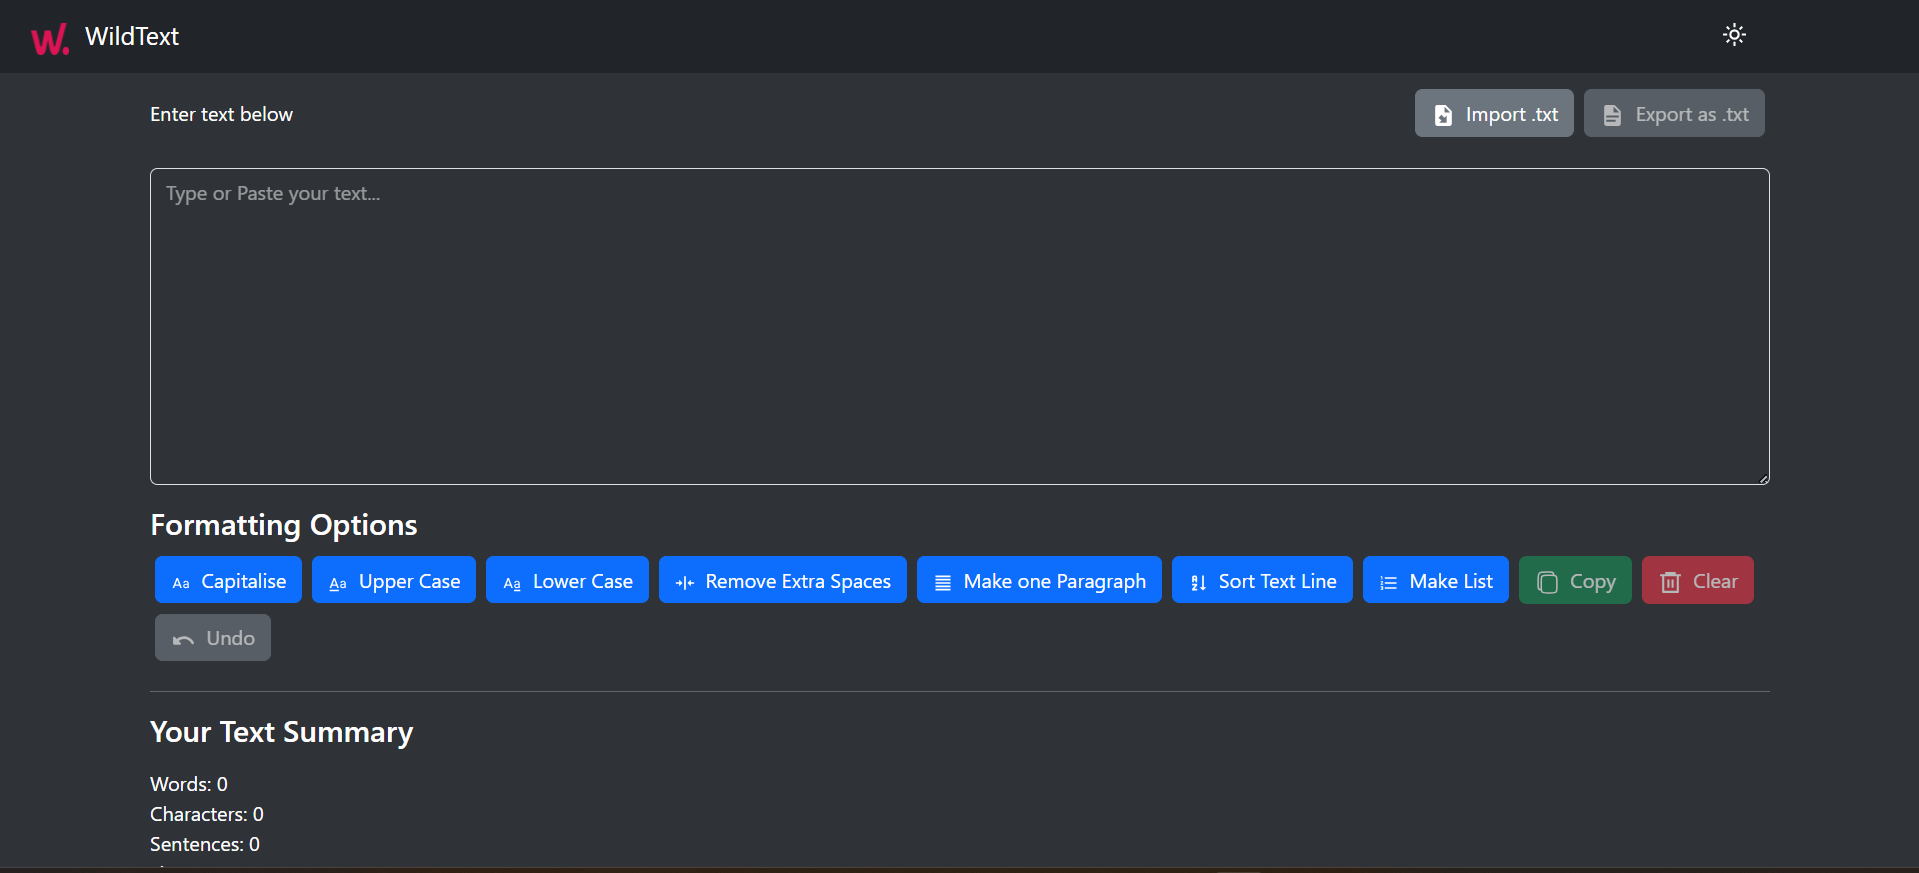 W. WildText
Enter text below
Import .txt
Export as .txt
Type or Paste your text...
Formatting Options
Aa Capitalise
Aa Upper Case
Aa Lower Case
Remove Extra Spaces
Make one Paragraph
Sort Text Line
Make List
Copy
Clear
Undo
Your Text Summary
Words: 0
Characters: 0
Sentences: 0